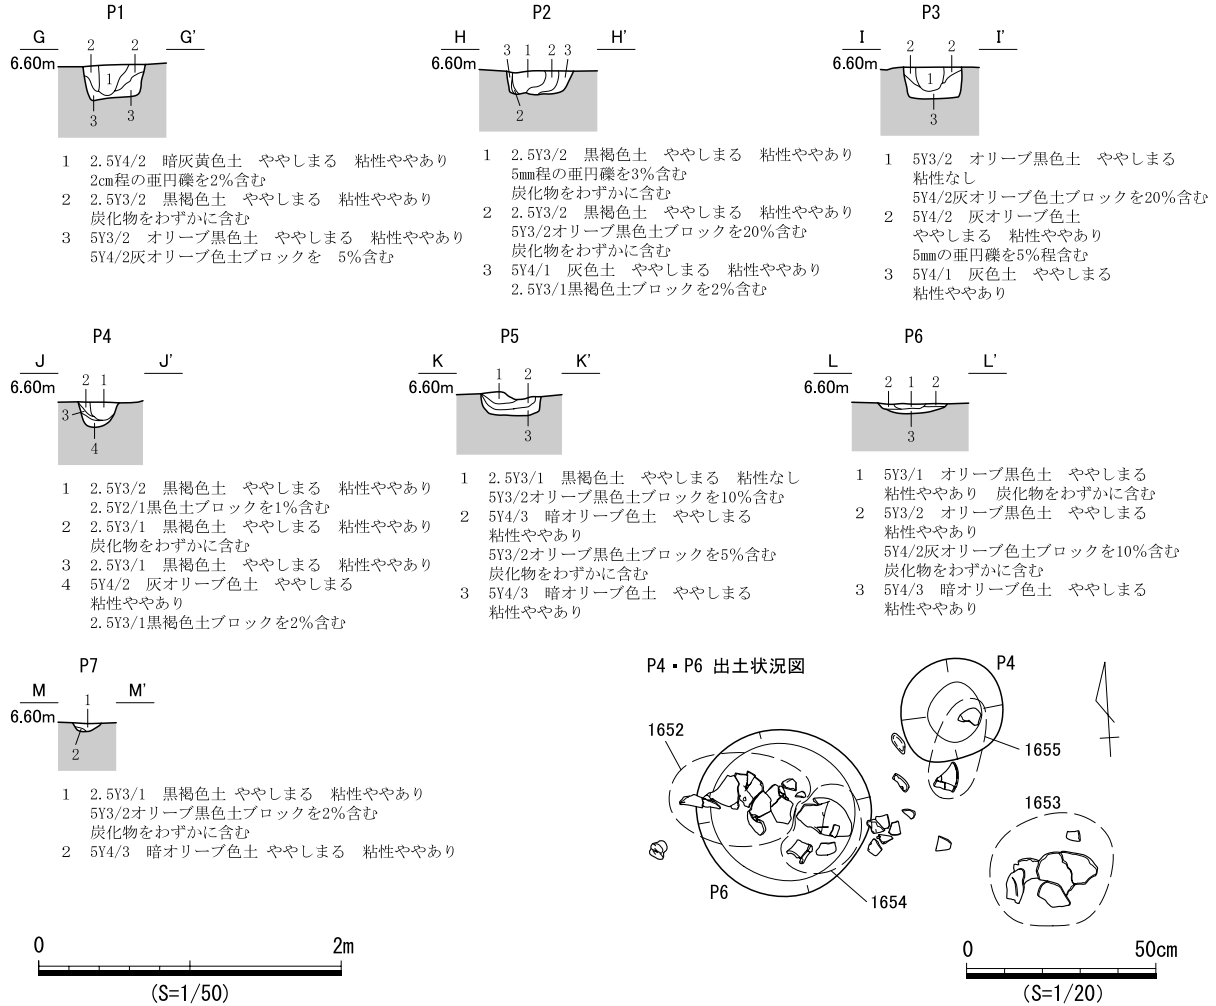 P1
G G'
6.60m
2 2
1
3 3
1 2.5Y4/2 暗灰黄色土 ややしまる 粘性ややあり
2cm程の亜円礫を2%含む
2 2.5Y3/2 黒褐色土 ややしまる 粘性ややあり
炭化物をわずかに含む
3 5Y3/2 オリーブ黒色土 ややしまる 粘性ややあり
5Y4/2灰オリーブ色土ブロックを 5%含む
P2
H H'
6.60m
3 1 2 3
2
1 2.5Y3/2 黒褐色土 ややしまる 粘性ややあり
5mm程の亜円礫を3%含む
炭化物をわずかに含む
2 2.5Y3/2 黒褐色土 ややしまる 粘性ややあり
5Y3/2オリーブ黒色土ブロックを20%含む
炭化物をわずかに含む
3 5Y4/1 灰色土 ややしまる 粘性ややあり
2.5Y3/1黒褐色土ブロックを2%含む
P3
I I'
6.60m
2 2
1
3
1 5Y3/2 オリーブ黒色土 ややしまる
粘性なし
5Y4/2灰オリーブ色土ブロックを20%含む
2 5Y4/2 灰オリーブ色土
ややしまる 粘性ややあり
5mmの亜円礫を5%程含む
3 5Y4/1 灰色土 ややしまる
粘性ややあり
P4
J J'
6.60m
2 1
3
4
1 2.5Y3/2 黒褐色土 ややしまる 粘性ややあり
2.5Y2/1黒色土ブロックを1%含む
2 2.5Y3/1 黒褐色土 ややしまる 粘性ややあり
炭化物をわずかに含む
3 2.5Y3/1 黒褐色土 ややしまる 粘性ややあり
4 5Y4/2 灰オリーブ色土 ややしまる
粘性ややあり
2.5Y3/1黒褐色土ブロックを2%含む
P5
K K'
6.60m
1 2
3
1 2.5Y3/1 黒褐色土 ややしまる 粘性なし
5Y3/2オリーブ黒色土ブロックを10%含む
2 5Y4/3 暗オリーブ色土 ややしまる
粘性ややあり
5Y3/2オリーブ黒色土ブロックを5%含む
炭化物をわずかに含む
3 5Y4/3 暗オリーブ色土 ややしまる
粘性ややあり
P6
L L'
6.60m
2 1 2
3
1 5Y3/1 オリーブ黒色土 ややしまる
粘性ややあり 炭化物をわずかに含む
2 5Y3/2 オリーブ黒色土 ややしまる
粘性ややあり
5Y4/2灰オリーブ色土ブロックを10%含む
炭化物をわずかに含む
3 5Y4/3 暗オリーブ色土 ややしまる
粘性ややあり
P7
M M'
6.60m
1
2
1 2.5Y3/1 黒褐色土 ややしまる 粘性ややあり
5Y3/2オリーブ黒色土ブロックを2%含む
炭化物をわずかに含む
2 5Y4/3 暗オリーブ色土 ややしまる 粘性ややあり
P4・P6 出土状況図
P4
1652
1655
1653
P6
1654
0 2m
(S=1/50)
0 50cm
(S=1/20)